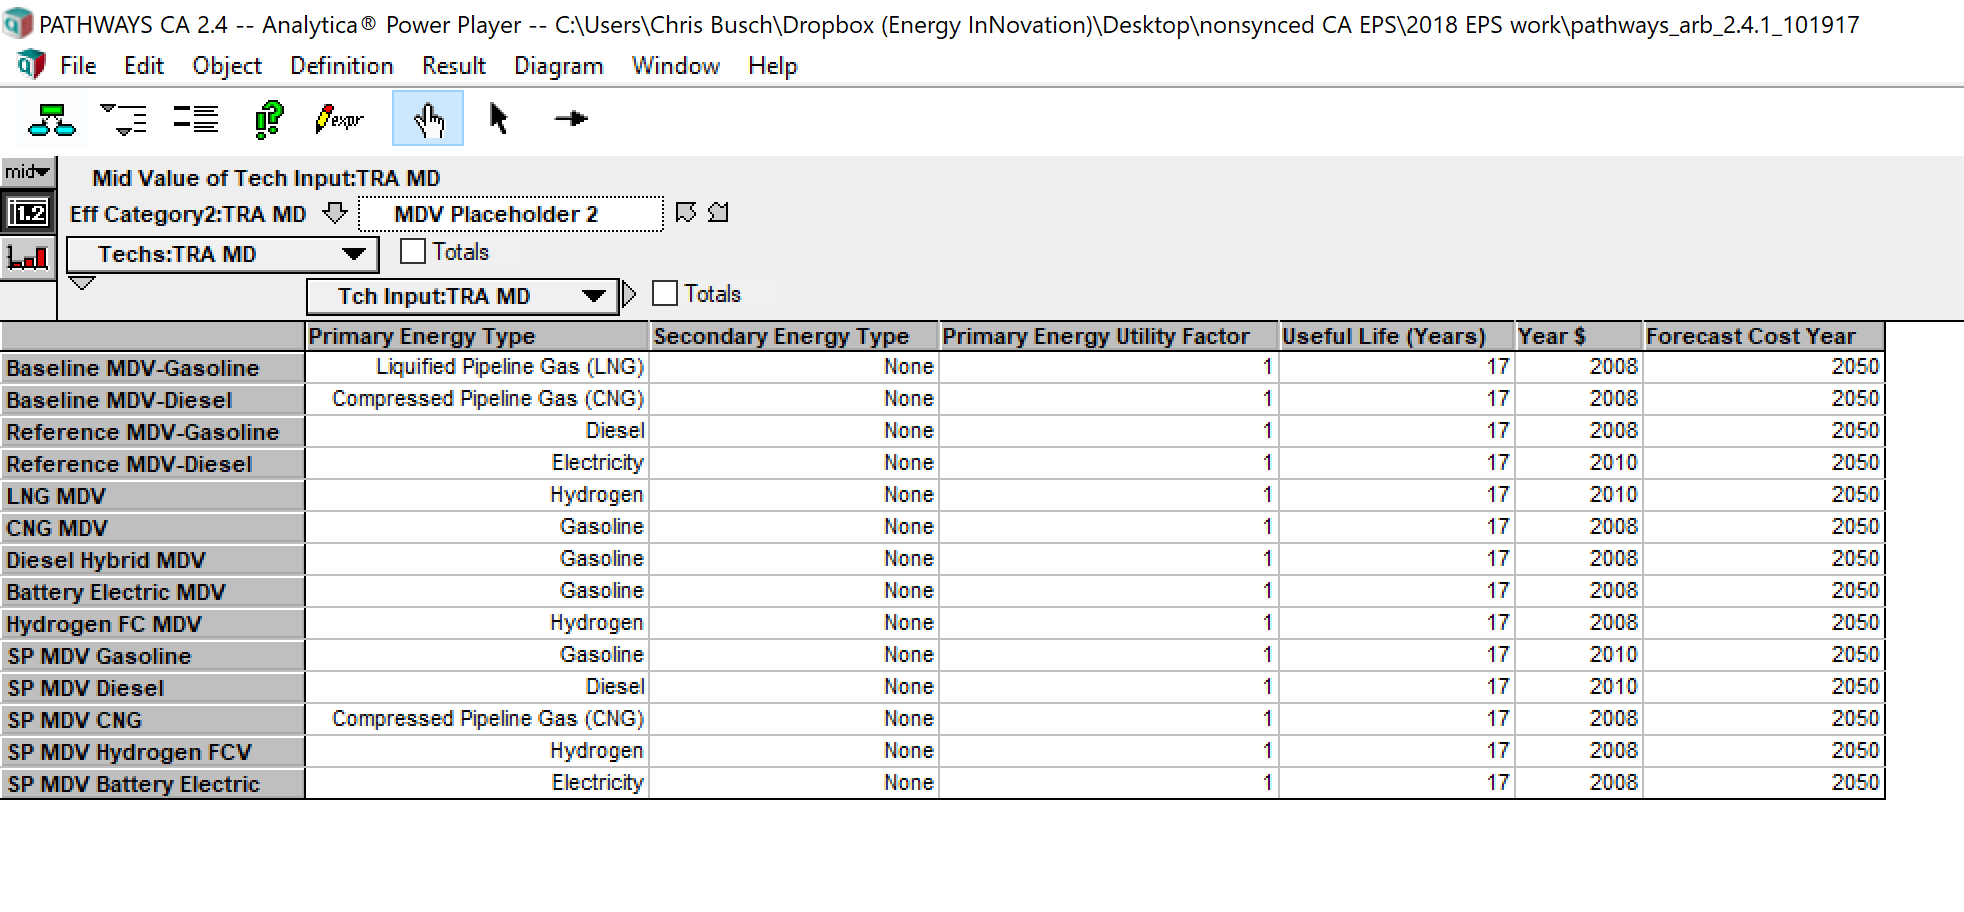 PATHWAYS CA 2.4 -- Analytica® Power Player -- C:\Users\Chris Busch\Dropbox (Energy InNovation)\Desktop\nonsynced CA EPS\2018 EPS work\pathways_arb_2.4.1_101917
File Edit Object Definition Result Diagram Window Help
expr
mid
Mid Value of Tech Input:TRA MD
1.2
Eff Category2:TRA MD MDV Placeholder 2
Techs:TRA MD Totals
Tch Input:TRA MD Totals
Primary Energy Type Secondary Energy Type Primary Energy Utility Factor Useful Life (Years) Year $ Forecast Cost Year
Baseline MDV-Gasoline Liquified Pipeline Gas (LNG) None 1 17 2008 2050
Baseline MDV-Diesel Compressed Pipeline Gas (CNG) None 1 17 2008 2050
Reference MDV-Gasoline Diesel None 1 17 2008 2050
Reference MDV-Diesel Electricity None 1 17 2010 2050
LNG MDV Hydrogen None 1 17 2010 2050
CNG MDV Gasoline None 1 17 2008 2050
Diesel Hybrid MDV Gasoline None 1 17 2008 2050
Battery Electric MDV Gasoline None 1 17 2008 2050
Hydrogen FC MDV Hydrogen None 1 17 2008 2050
SP MDV Gasoline Gasoline None 1 17 2010 2050
SP MDV Diesel Diesel None 1 17 2010 2050
SP MDV CNG Compressed Pipeline Gas (CNG) None 1 17 2008 2050
SP MDV Hydrogen FCV Hydrogen None 1 17 2008 2050
SP MDV Battery Electric Electricity None 1 17 2008 2050